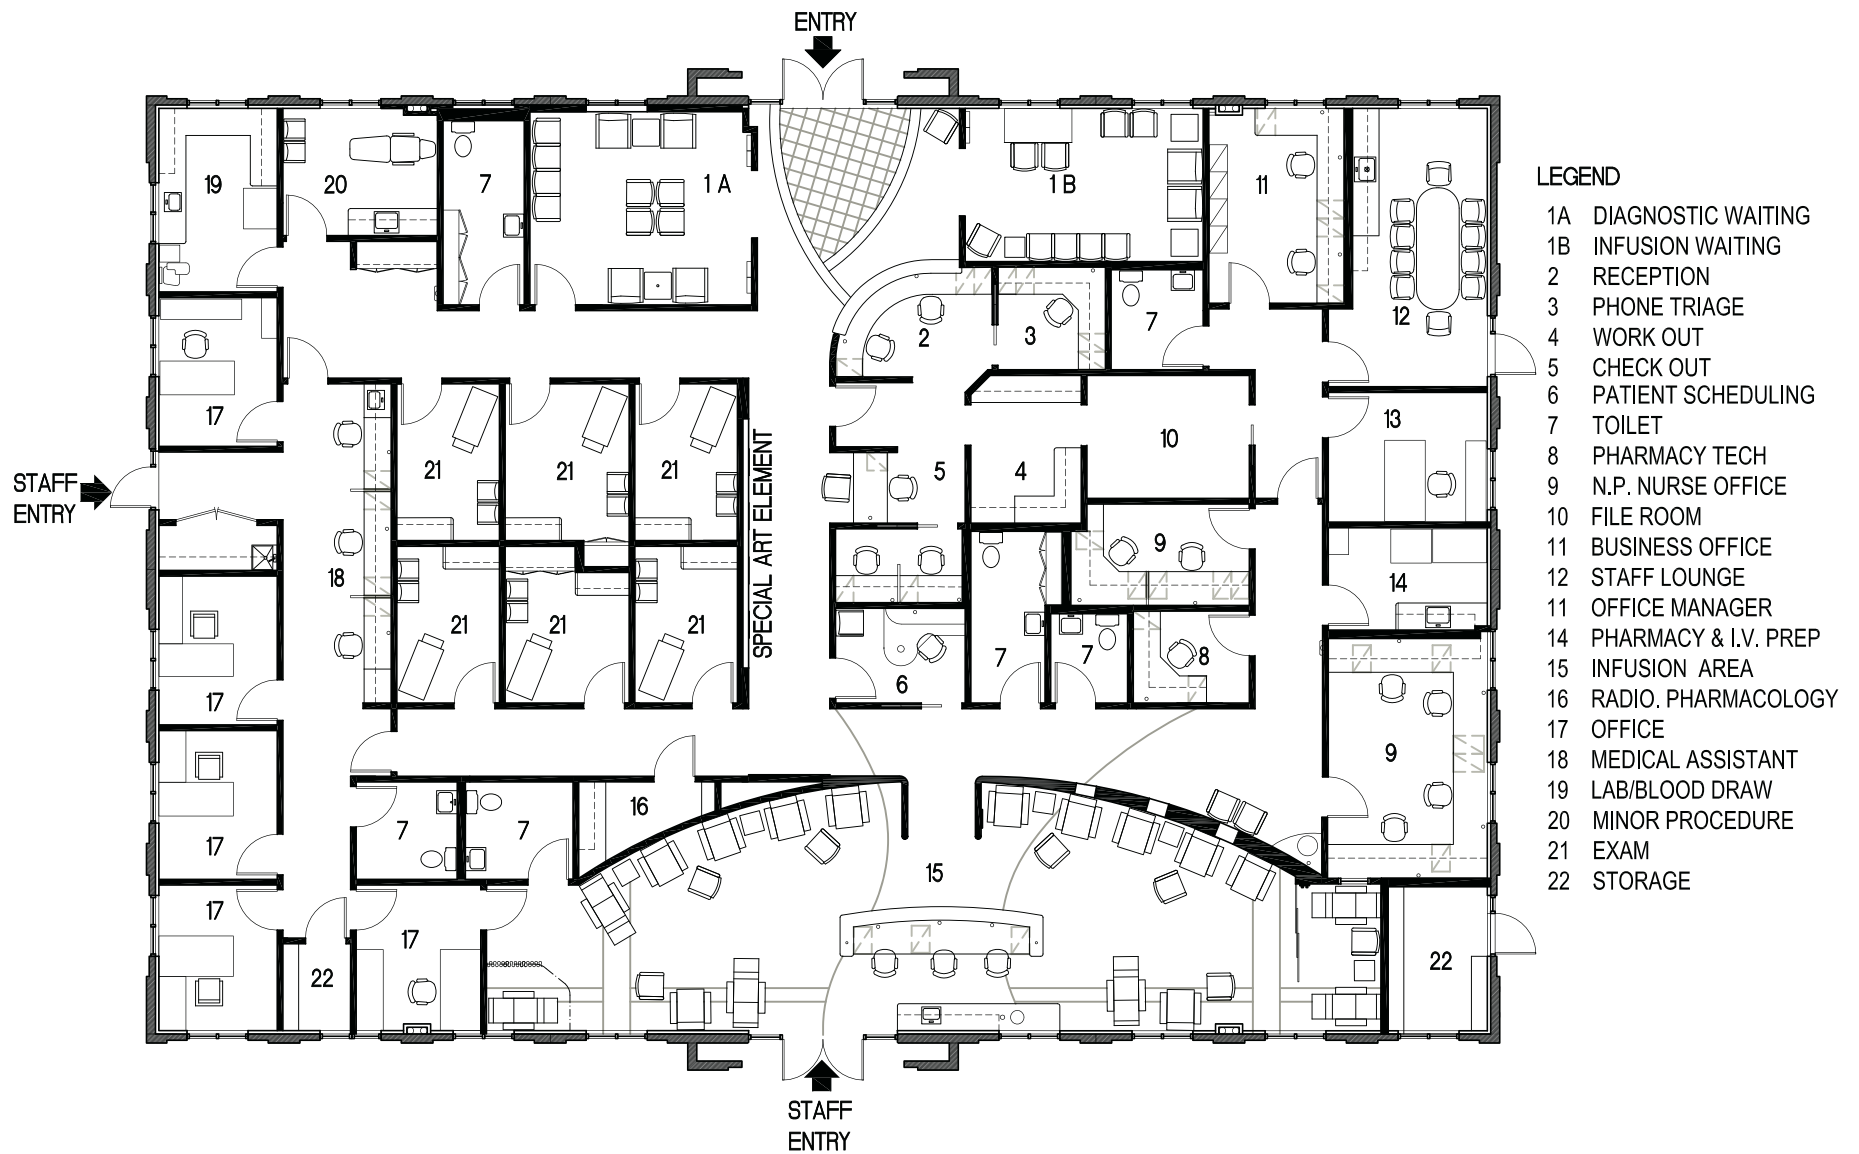 ENTRY
19
20
7
1 A
1 B
11
12
17
2
3
7
STAFF
ENTRY
18
21
21
21
SPECIAL ART ELEMENT
5
4
10
13
21
21
21
9
14
17
6
7
7
8
17
7
7
16
15
9
17
22
17
22
STAFF
ENTRY
LEGEND
1A DIAGNOSTIC WAITING
1B INFUSION WAITING
2 RECEPTION
3 PHONE TRIAGE
4 WORK OUT
5 CHECK OUT
6 PATIENT SCHEDULING
7 TOILET
8 PHARMACY TECH
9 N.P. NURSE OFFICE
10 FILE ROOM
11 BUSINESS OFFICE
12 STAFF LOUNGE
11 OFFICE MANAGER
14 PHARMACY & I.V. PREP
15 INFUSION AREA
16 RADIO. PHARMACOLOGY
17 OFFICE
18 MEDICAL ASSISTANT
19 LAB/BLOOD DRAW
20 MINOR PROCEDURE
21 EXAM
22 STORAGE